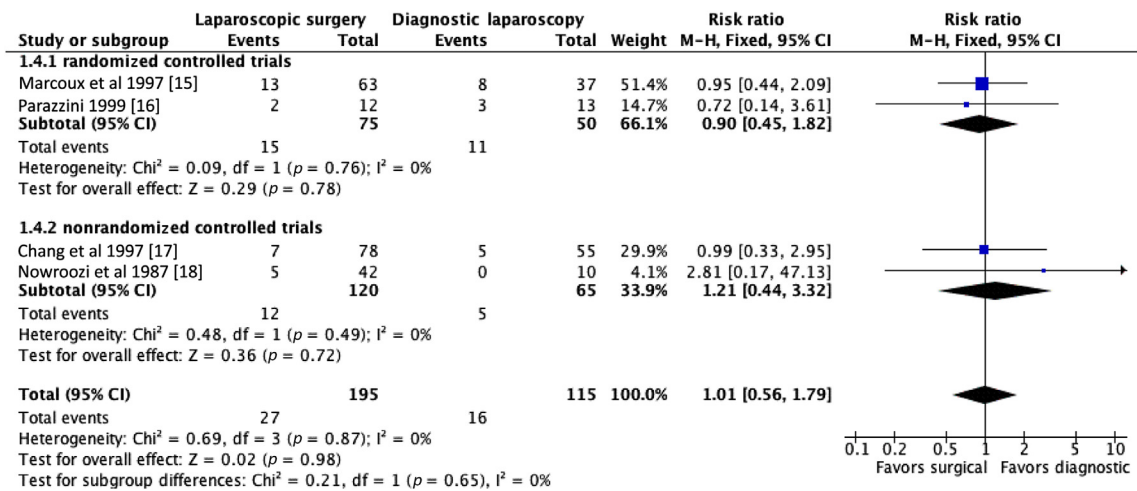 Laparoscopic surgery Diagnostic laparoscopy Risk ratio Risk ratio
Study or subgroup Events Total Events Total Weight M-H, Fixed, 95% CI M-H, Fixed, 95% CI
1.4.1 randomized controlled trials
Marcoux et al 1997 [15] 13 63 8 37 51.4% 0.95 [0.44, 2.09]
Parazzini 1999 [16] 2 12 3 13 14.7% 0.72 [0.14, 3.61]
Subtotal (95% CI) 75 50 66.1% 0.90 [0.45, 1.82]
Total events 15 11
Heterogeneity: Chi² = 0.09, df = 1 (p = 0.76); I² = 0%
Test for overall effect: Z = 0.29 (p = 0.78)
1.4.2 nonrandomized controlled trials
Chang et al 1997 [17] 7 78 5 55 29.9% 0.99 [0.33, 2.95]
Nowroozi et al 1987 [18] 5 42 0 10 4.1% 2.81 [0.17, 47.13]
Subtotal (95% CI) 120 65 33.9% 1.21 [0.44, 3.32]
Total events 12 5
Heterogeneity: Chi² = 0.48, df = 1 (p = 0.49); I² = 0%
Test for overall effect: Z = 0.36 (p = 0.72)
Total (95% CI) 195 115 100.0% 1.01 [0.56, 1.79]
Total events 27 16
Heterogeneity: Chi² = 0.69, df = 3 (p = 0.87); I² = 0%
Test for overall effect: Z = 0.02 (p = 0.98)
Test for subgroup differences: Chi² = 0.21, df = 1 (p = 0.65), I² = 0%
0.1 0.2 0.5 1 2 5 10
Favors surgical Favors diagnostic